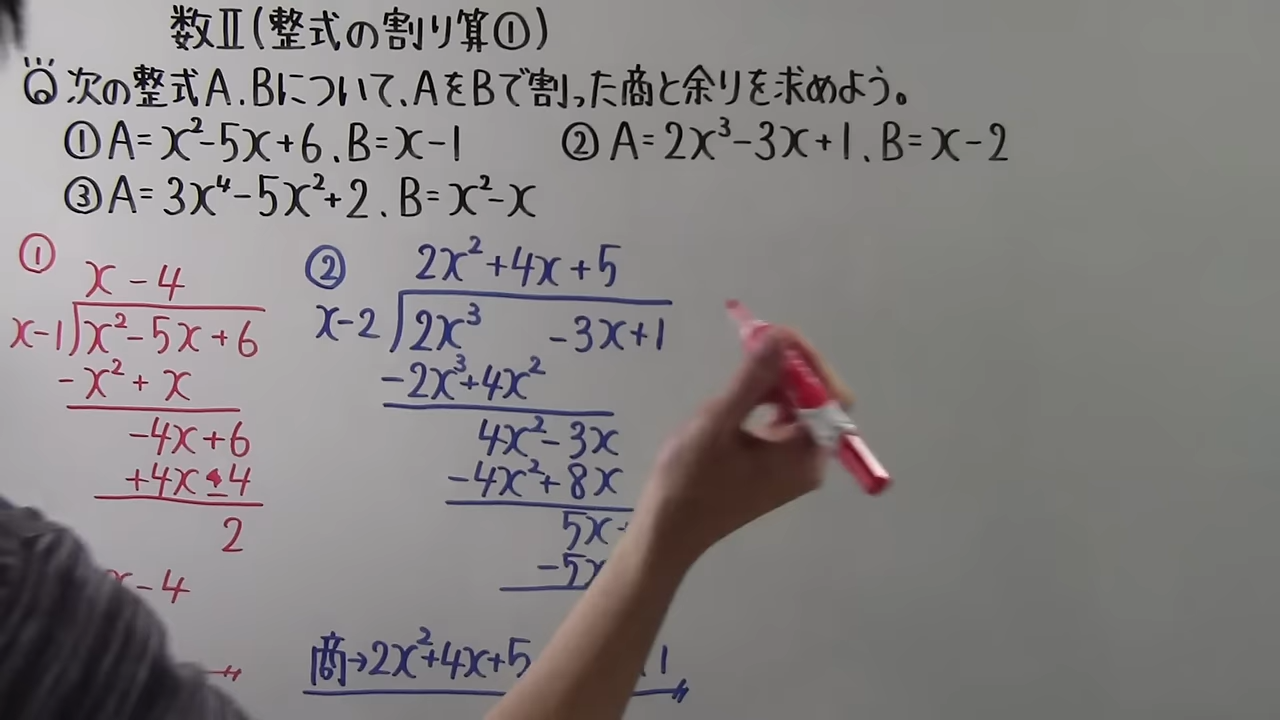 数Ⅱ(整式の割り算①)
Q 次の整式A.Bについて、AをBで割った商と余りを求めよう。
① A=x²-5x+6、B=x-1
② A=2x³-3x+1、B=x-2
③ A=3x⁴-5x²+2、B=x²-x
①
x-4
x-1)x²-5x+6
-x²+x
-4x+6
+4x-4
2
x-4
②
2x²+4x+5
x-2)2x³ -3x+1
-2x³+4x²
4x²-3x
-4x²+8x
5x
-5x
商→2x²+4x+5 1